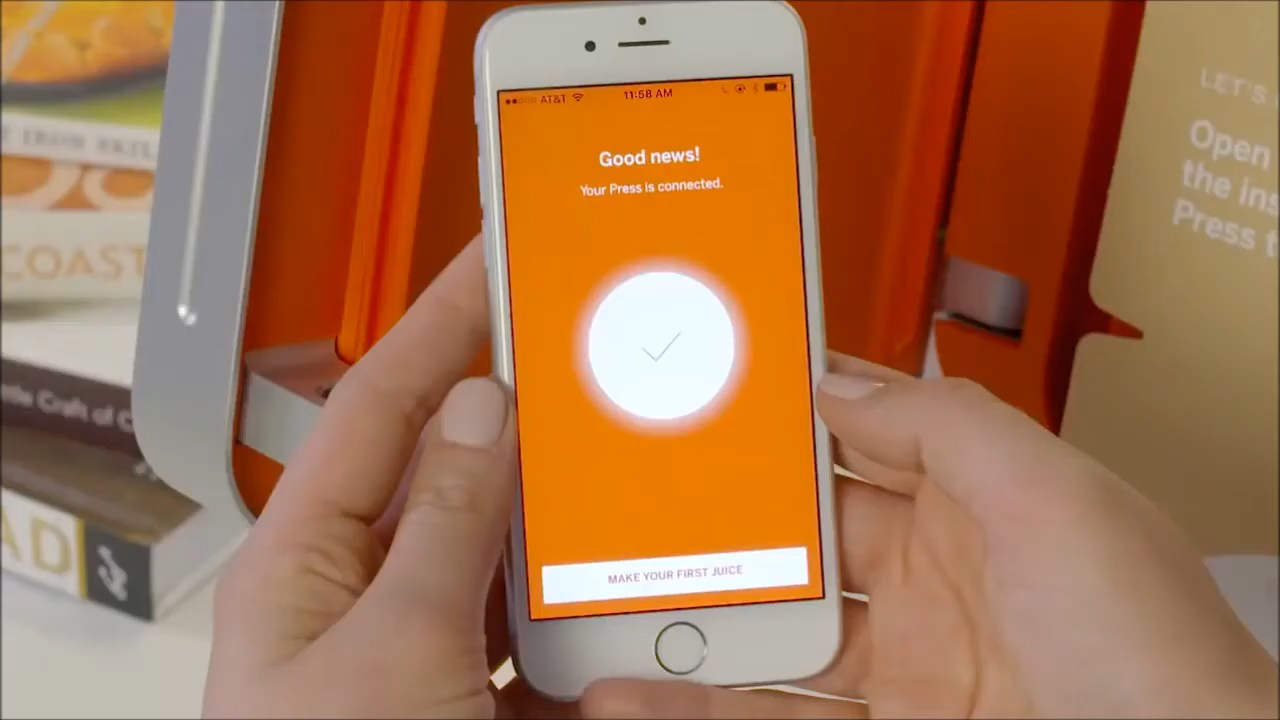 AT&T
11:58 AM
Good news!
Your Press is connected.
MAKE YOUR FIRST JUICE
LET'S
Open
the ins
Press t
COAST
ttle Craft of C
AD